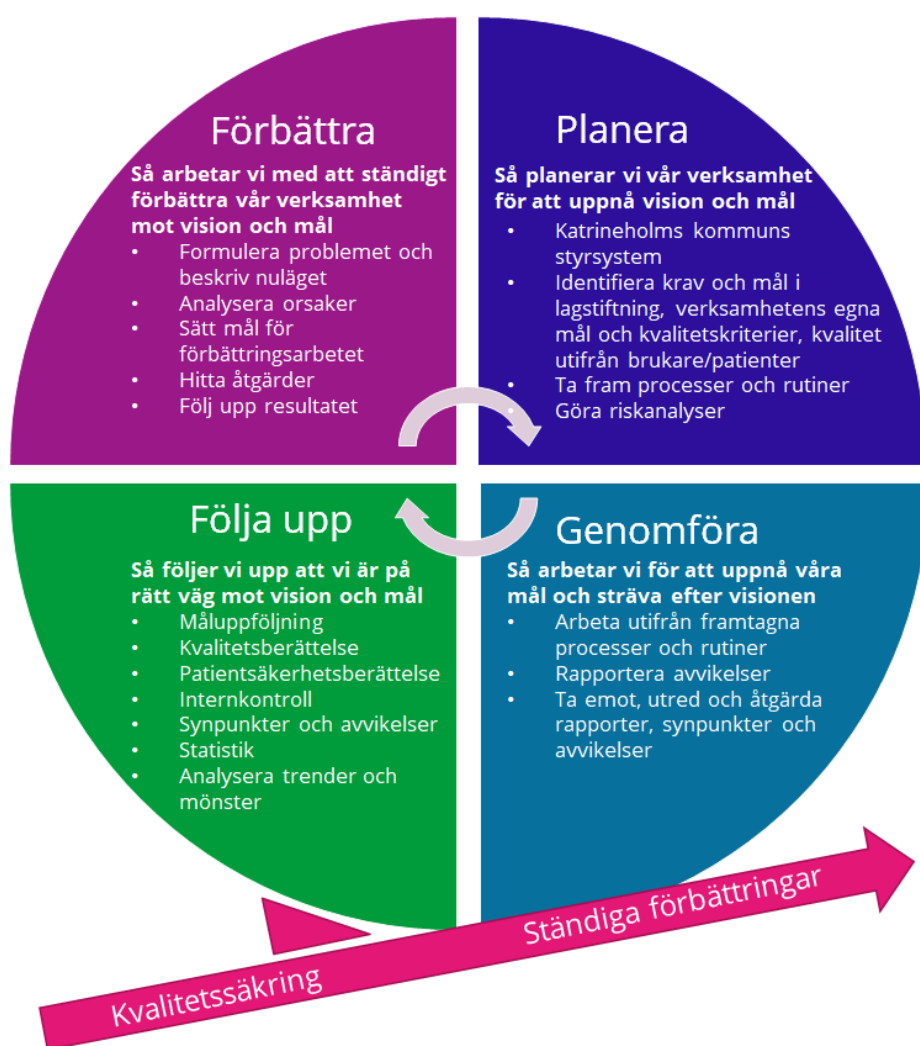 Förbättra
Så arbetar vi med att ständigt
förbättra vår verksamhet
mot vision och mål
• Formulera problemet och
beskriv nuläget
• Analysera orsaker
• Sätt mål för
förbättringsarbetet
• Hitta åtgärder
• Följ upp resultatet
Planera
Så planerar vi vår verksamhet
för att uppnå vision och mål
• Katrineholms kommuns
styrsystem
• Identifiera krav och mål i
lagstiftning, verksamhetens egna
mål och kvalitetskriterier, kvalitet
utifrån brukare/patienter
• Ta fram processer och rutiner
• Göra riskanalyser
Följa upp
Så följer vi upp att vi är på
rätt väg mot vision och mål
• Måluppföljning
• Kvalitetsberättelse
• Patientsäkerhetsberättelse
• Internkontroll
• Synpunkter och avvikelser
• Statistik
• Analysera trender och
mönster
Genomföra
Så arbetar vi för att uppnå våra
mål och sträva efter visionen
• Arbeta utifrån framtagna
processer och rutiner
• Rapportera avvikelser
• Ta emot, utred och åtgärda
rapporter, synpunkter och
avvikelser
Kvalitetssäkring
Ständiga förbättringar